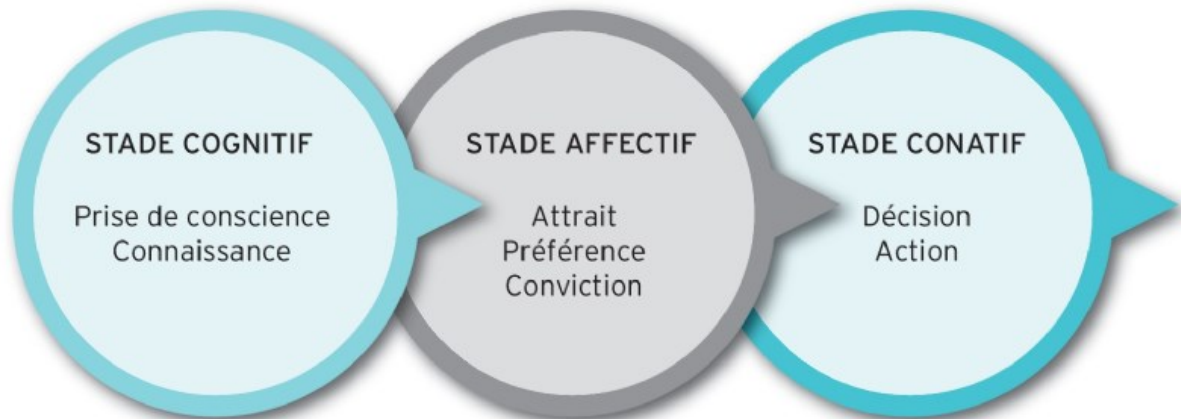 STADE COGNITIF
Prise de conscience
Connaissance
STADE AFFECTIF
Attrait
Préférence
Conviction
STADE CONATIF
Décision
Action